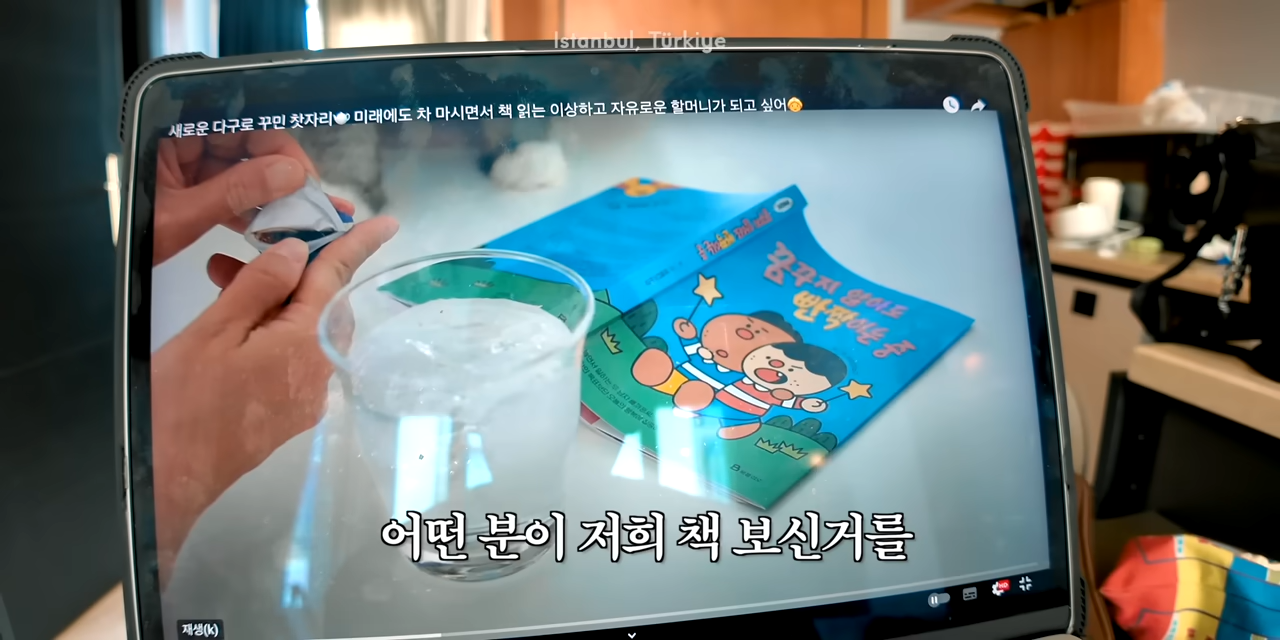 Istanbul, Türkiye
새로운 다구로 꾸민 찻자리🫖 미래에도 차 마시면서 책 읽는 이상하고 자유로운 할머니가 되고 싶어👵
꿈꾸지 않아도
빤짝이는 중
어떤 분이 저희 책 보신거를
HD
재생(k)